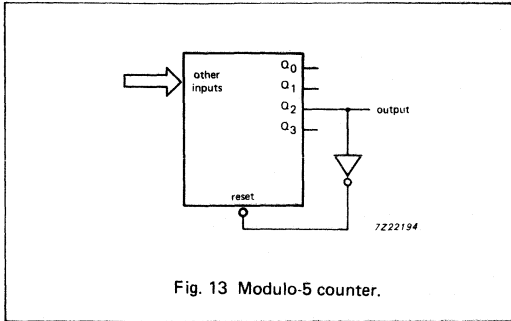 other
inputs
Q0
Q1
Q2
Q3
output
reset
7Z22194
Fig. 13 Modulo-5 counter.